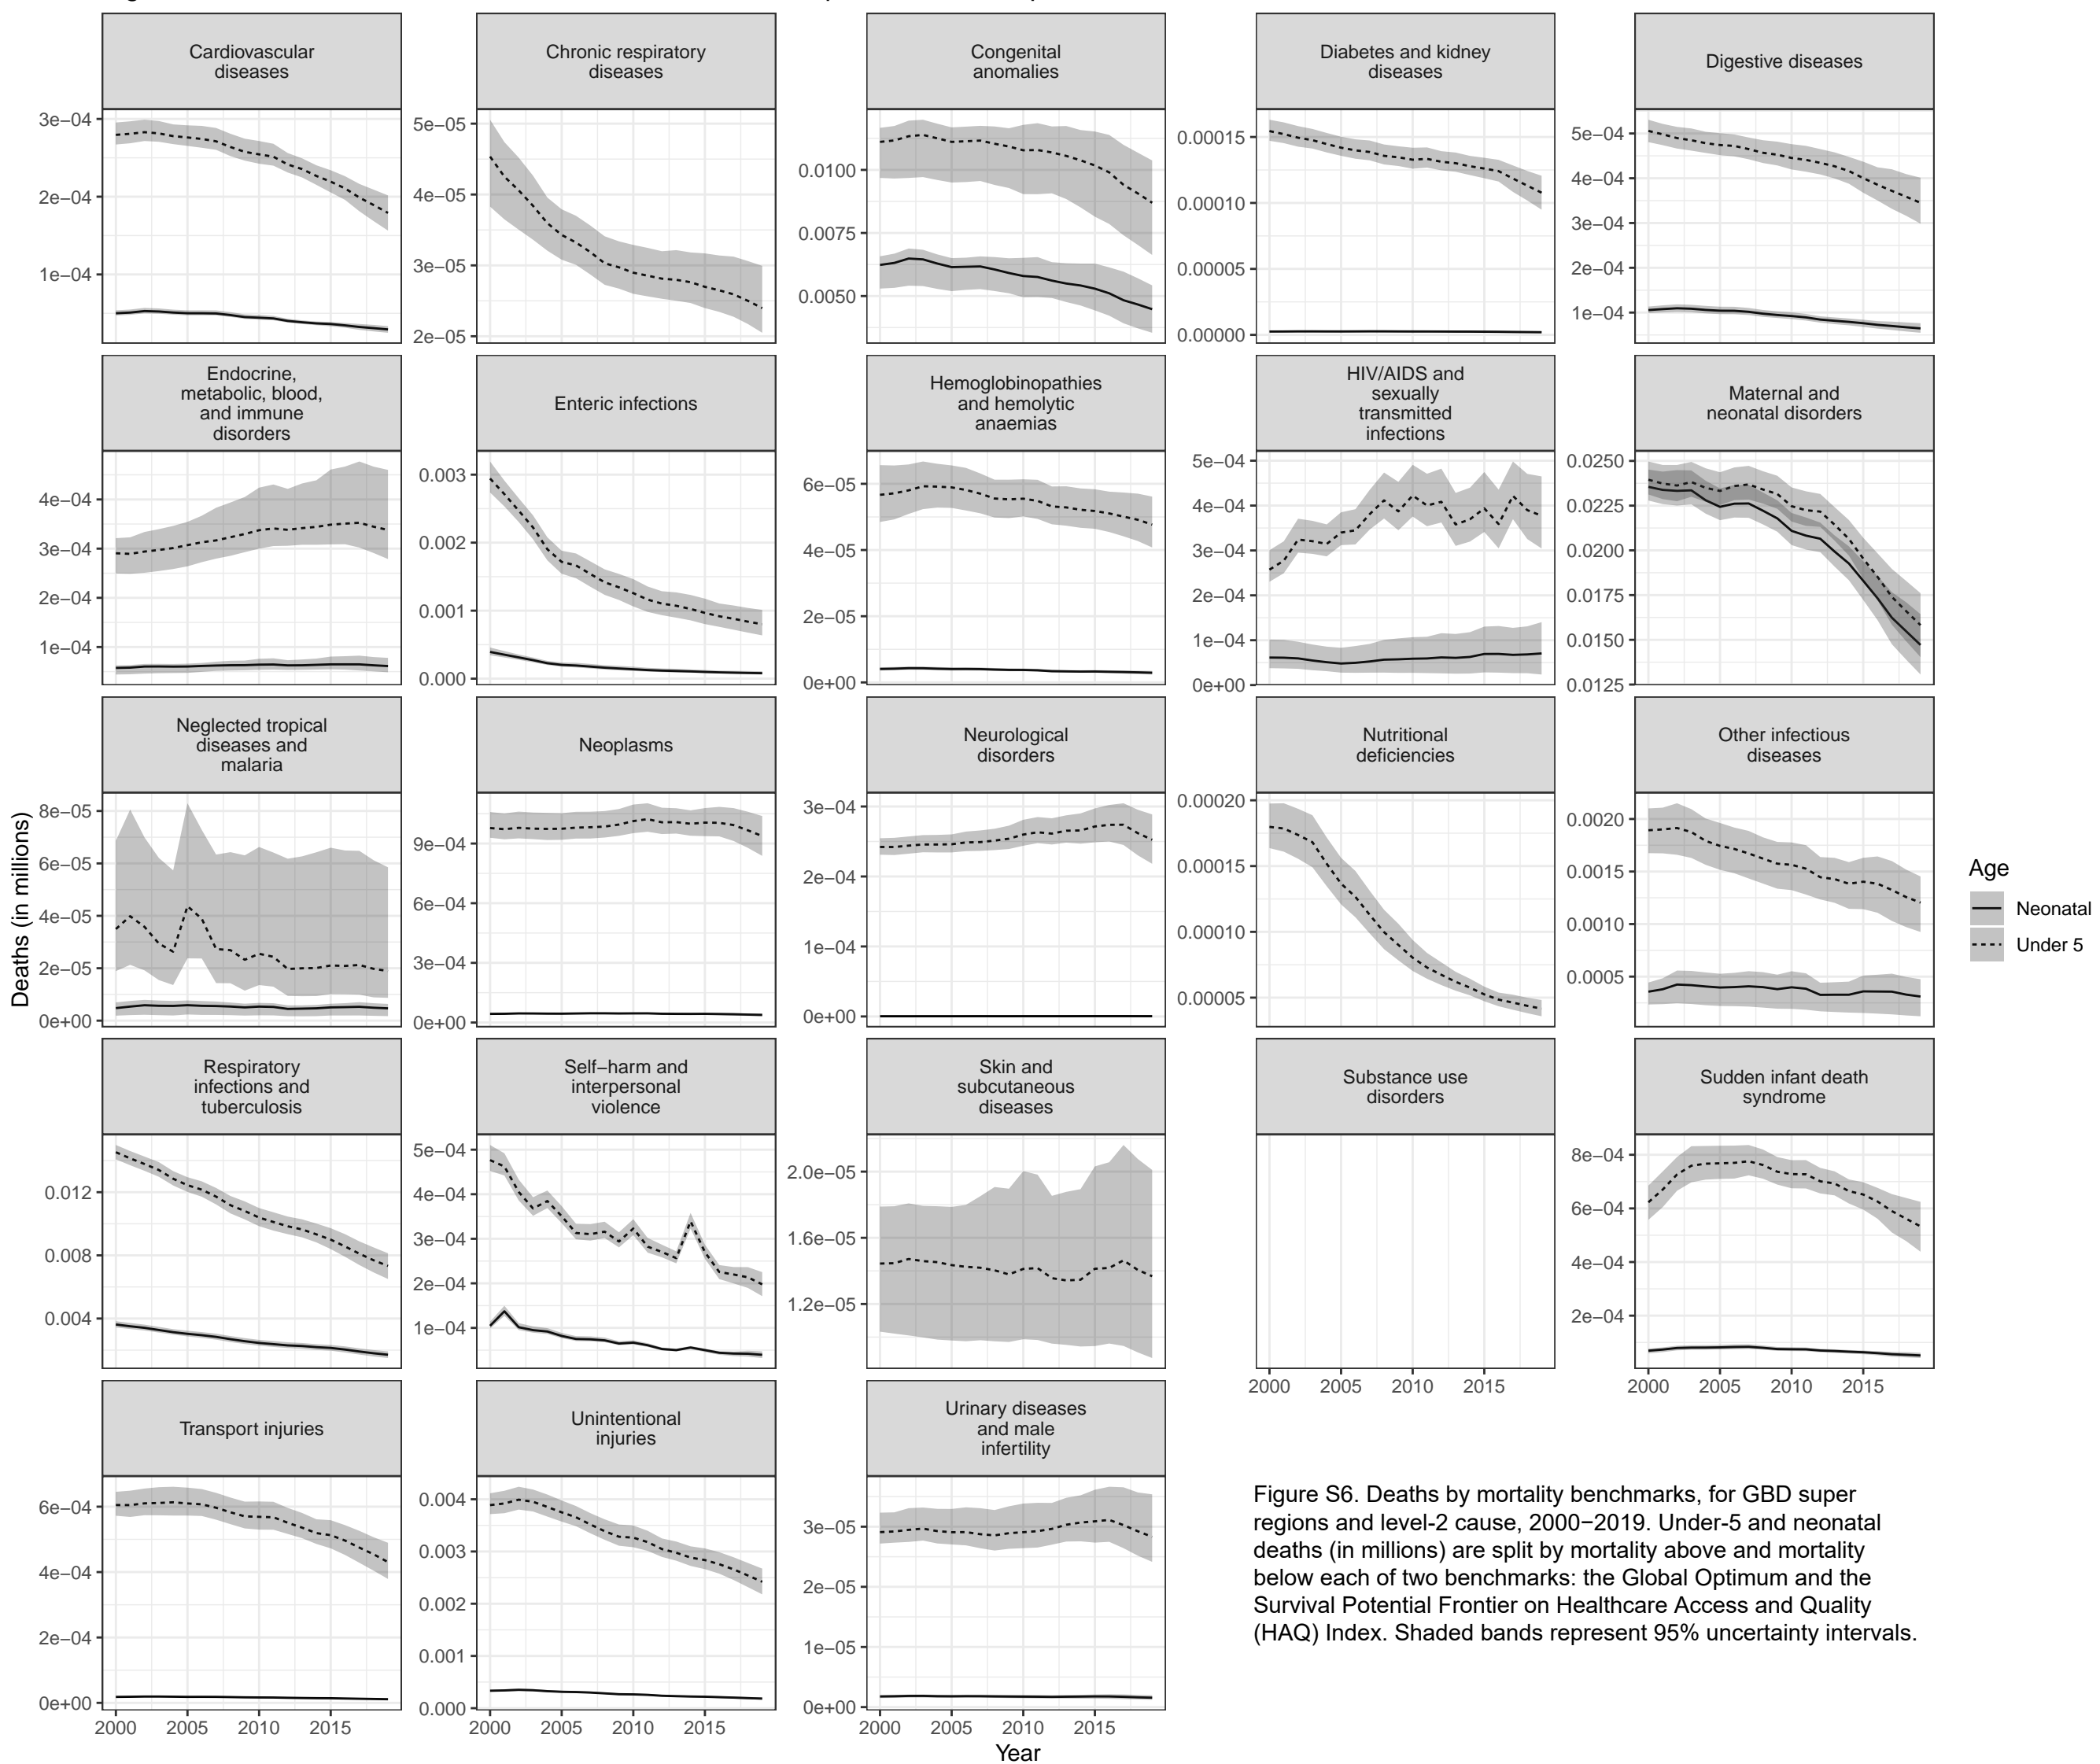 Cardiovascular
diseases
Chronic respiratory
diseases
Congenital
anomalies
Diabetes and kidney
diseases
Digestive diseases
3e−04
2e−04
1e−04
5e−05
4e−05
3e−05
2e−05
0.0100
0.0075
0.0050
0.00015
0.00010
0.00005
0.00000
5e−04
4e−04
3e−04
2e−04
1e−04
Endocrine,
metabolic, blood,
and immune
disorders
Enteric infections
Hemoglobinopathies
and hemolytic
anaemias
HIV/AIDS and
sexually
transmitted
infections
Maternal and
neonatal disorders
4e−04
3e−04
2e−04
1e−04
0.003
0.002
0.001
0.000
6e−05
4e−05
2e−05
0e+00
5e−04
4e−04
3e−04
2e−04
1e−04
0e+00
0.0250
0.0225
0.0200
0.0175
0.0150
0.0125
Neglected tropical
diseases and
malaria
Neoplasms
Neurological
disorders
Nutritional
deficiencies
Other infectious
diseases
8e−05
6e−05
4e−05
2e−05
0e+00
9e−04
6e−04
3e−04
0e+00
3e−04
2e−04
1e−04
0e+00
0.00020
0.00015
0.00010
0.00005
0.0020
0.0015
0.0010
0.0005
Deaths (in millions)
Age
Neonatal
Under 5
Respiratory
infections and
tuberculosis
Self−harm and
interpersonal
violence
Skin and
subcutaneous
diseases
Substance use
disorders
Sudden infant death
syndrome
0.012
0.008
0.004
5e−04
4e−04
3e−04
2e−04
1e−04
2.0e−05
1.6e−05
1.2e−05
2000 2005 2010 2015
8e−04
6e−04
4e−04
2e−04
2000 2005 2010 2015
Transport injuries
Unintentional
injuries
Urinary diseases
and male
infertility
6e−04
4e−04
2e−04
0e+00
2000 2005 2010 2015
0.004
0.003
0.002
0.001
0.000
2000 2005 2010 2015
3e−05
2e−05
1e−05
0e+00
2000 2005 2010 2015
Year
Figure S6. Deaths by mortality benchmarks, for GBD super
regions and level-2 cause, 2000−2019. Under-5 and neonatal
deaths (in millions) are split by mortality above and mortality
below each of two benchmarks: the Global Optimum and the
Survival Potential Frontier on Healthcare Access and Quality
(HAQ) Index. Shaded bands represent 95% uncertainty intervals.